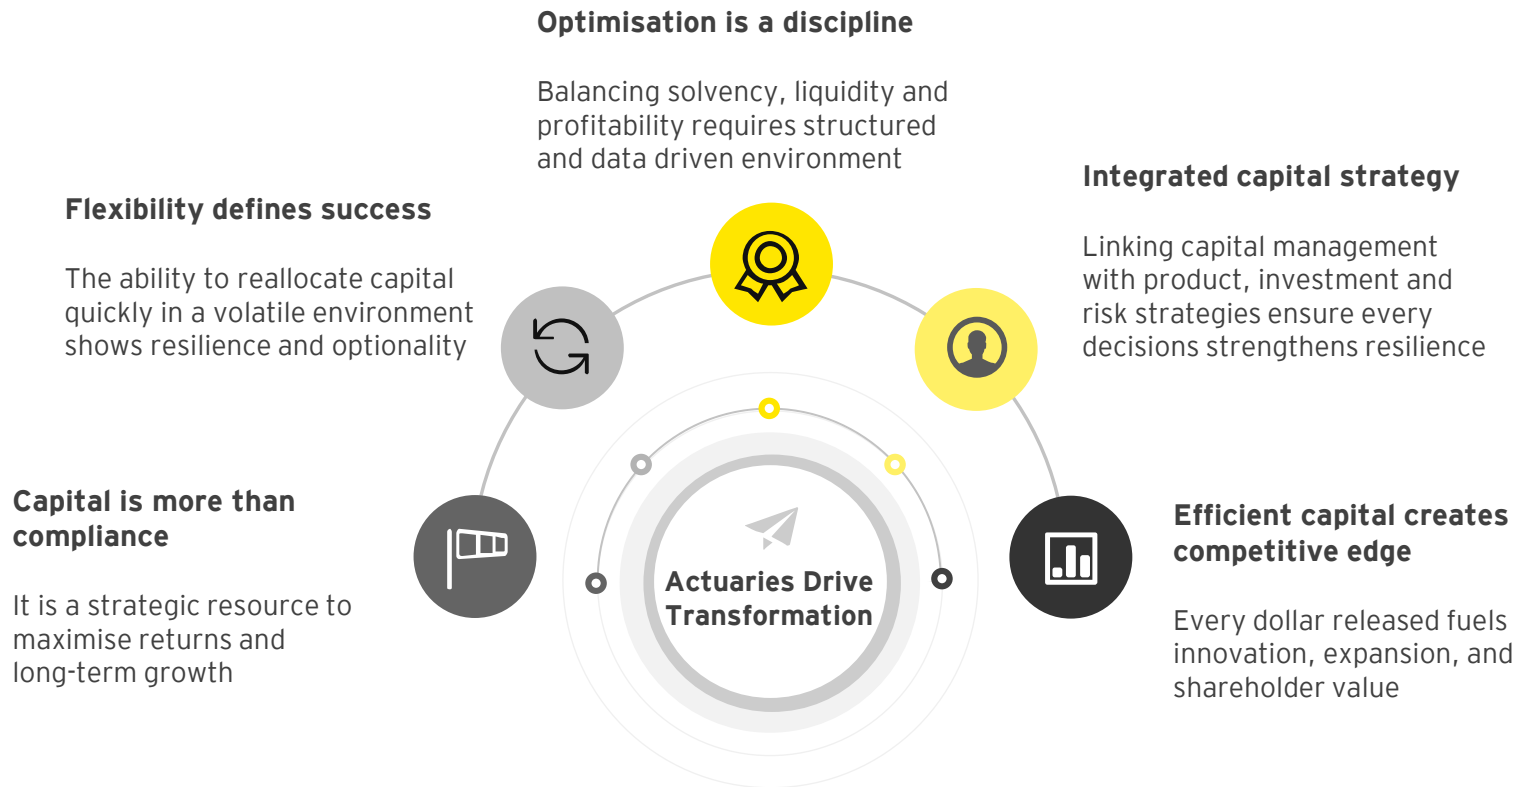 Optimisation is a discipline
Balancing solvency, liquidity and
profitability requires structured
and data driven environment
Flexibility defines success
The ability to reallocate capital
quickly in a volatile environment
shows resilience and optionality
Integrated capital strategy
Linking capital management
with product, investment and
risk strategies ensure every
decisions strengthens resilience
Capital is more than
compliance
It is a strategic resource to
maximise returns and
long-term growth
Actuaries Drive
Transformation
Efficient capital creates
competitive edge
Every dollar released fuels
innovation, expansion, and
shareholder value